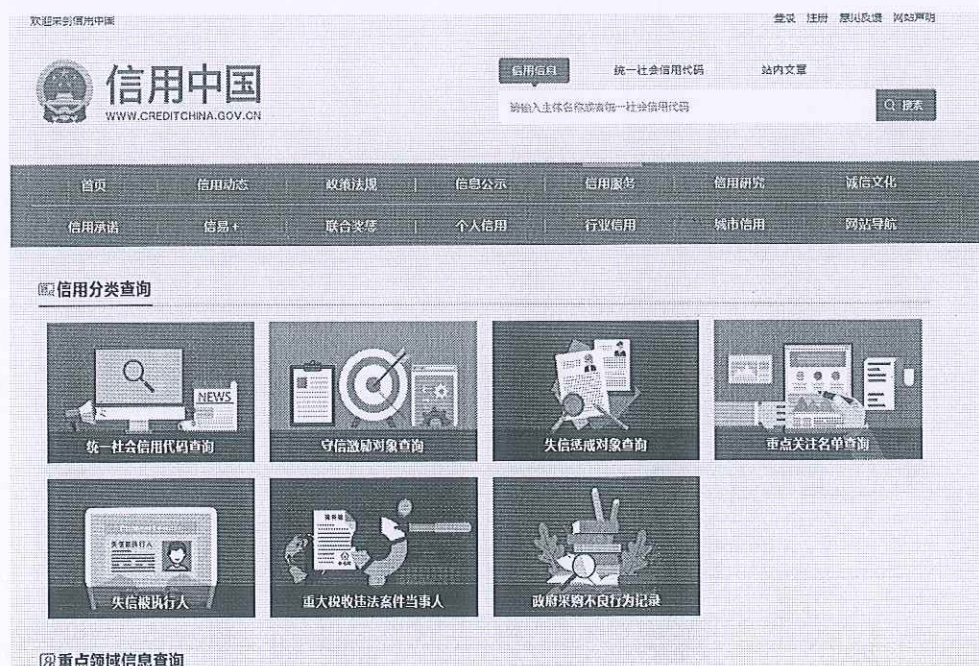 欢迎来到信用中国
登录 注册 意见反馈 网站声明
信用中国
WWW.CREDITCHINA.GOV.CN
信用信息 统一社会信用代码 站内文章
请输入主体名称或者统一社会信用代码 搜索
首页 信用动态 政策法规 信息公示 信用服务 信用研究 诚信文化
信用承诺 信易+ 联合奖惩 个人信用 行业信用 城市信用 网站导航
信用分类查询
NEWS
统一社会信用代码查询 守信激励对象查询 失信惩戒对象查询 重点关注名单查询
失信被执行人
失信被执行人 重大税收违法案件当事人 政府采购不良行为记录
重点领域信息查询